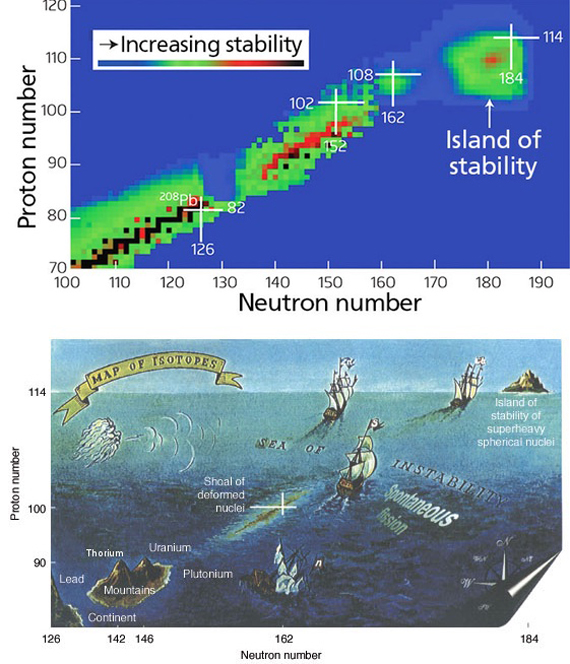 120
110
100
90
80
70
Proton number
→Increasing stability
114
184
108
162
102
152
Island of
stability
²⁰⁸Pb
82
126
100
110
120
130
140
150
160
170
180
190
Neutron number
MAP OF ISOTOPES
114
100
90
Proton number
Island of
stability of
superheavy
spherical nuclei
SEA OF INSTABILITY
Shoal of
deformed
nuclei
Spontaneous
fission
Thorium
Uranium
Plutonium
Lead
Mountains
Continent
N
W
126
142
146
162
184
Neutron number